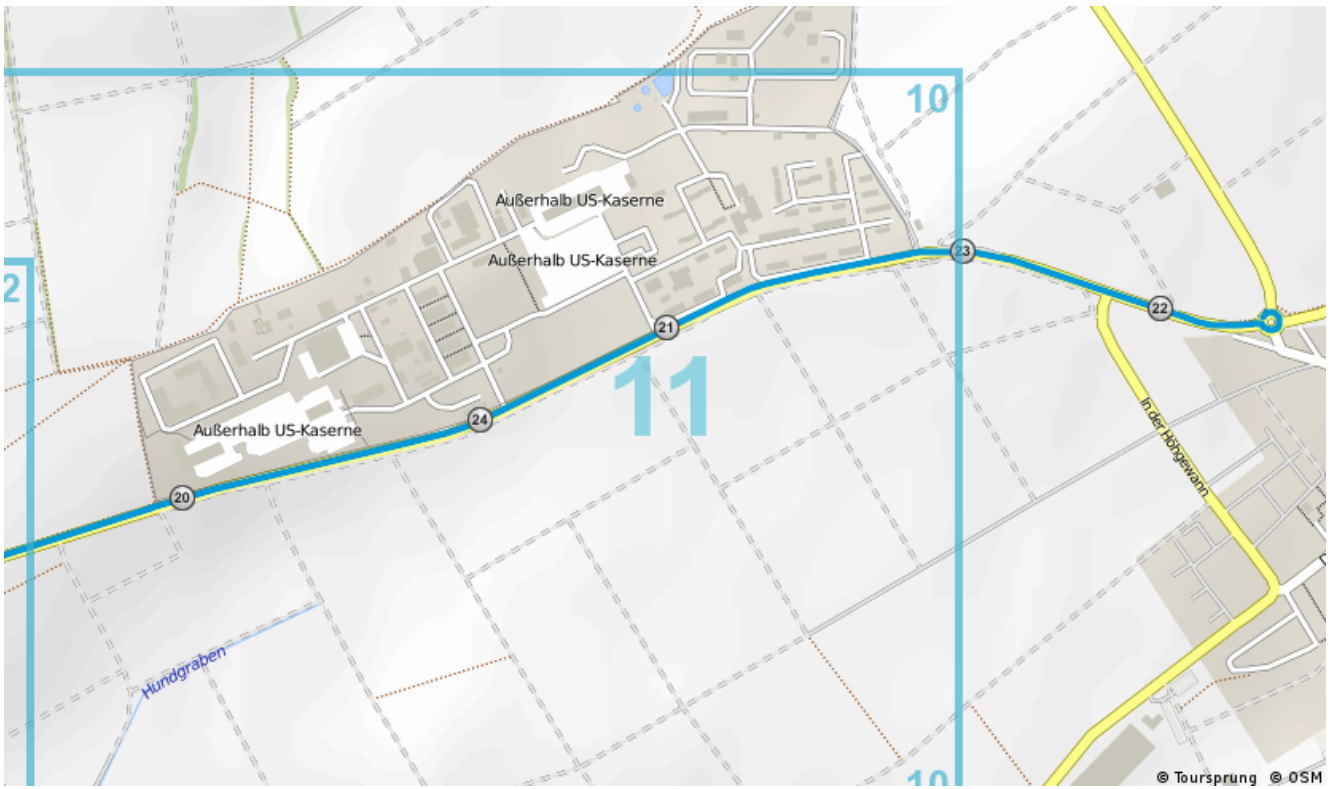 10
Außerhalb US-Kaserne
23
Außerhalb US-Kaserne
2
22
21
11
24
In der Höhgewann
Außerhalb US-Kaserne
20
Hundgraben
10
© Toursprung © OSM